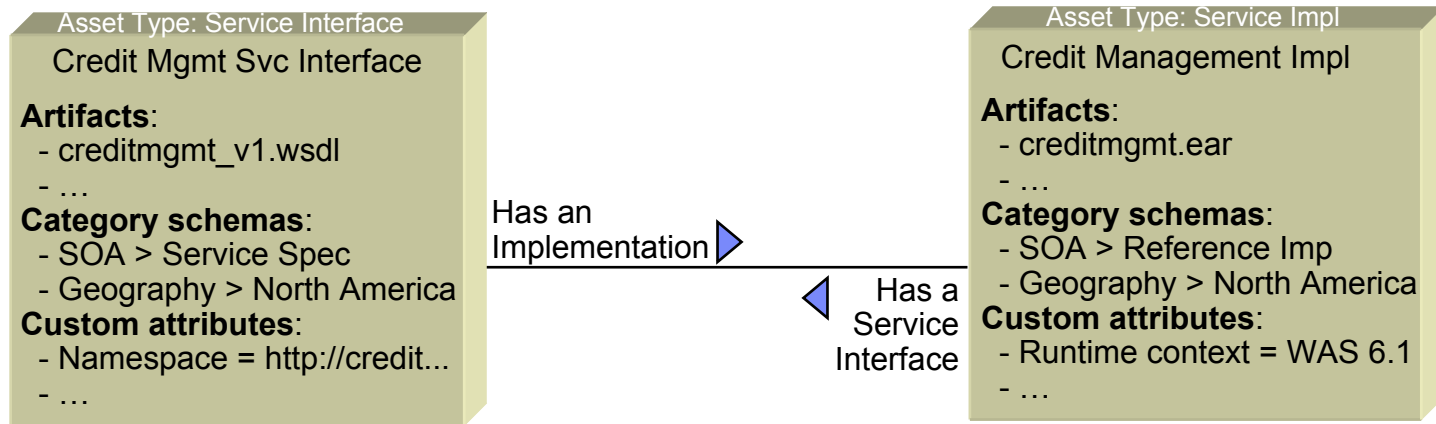 Asset Type: Service Interface
Credit Mgmt Svc Interface
Artifacts:
- creditmgmt_v1.wsdl
- …
Category schemas:
- SOA > Service Spec
- Geography > North America
Custom attributes:
- Namespace = http://credit...
- …
Has an
Implementation
Has a
Service
Interface
Asset Type: Service Impl
Credit Management Impl
Artifacts:
- creditmgmt.ear
- …
Category schemas:
- SOA > Reference Imp
- Geography > North America
Custom attributes:
- Runtime context = WAS 6.1
- …